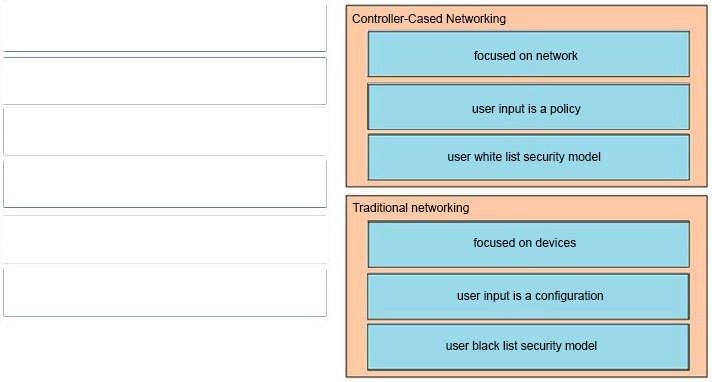 Controller-Cased Networking
focused on network
user input is a policy
user white list security model
Traditional networking
focused on devices
user input is a configuration
user black list security model